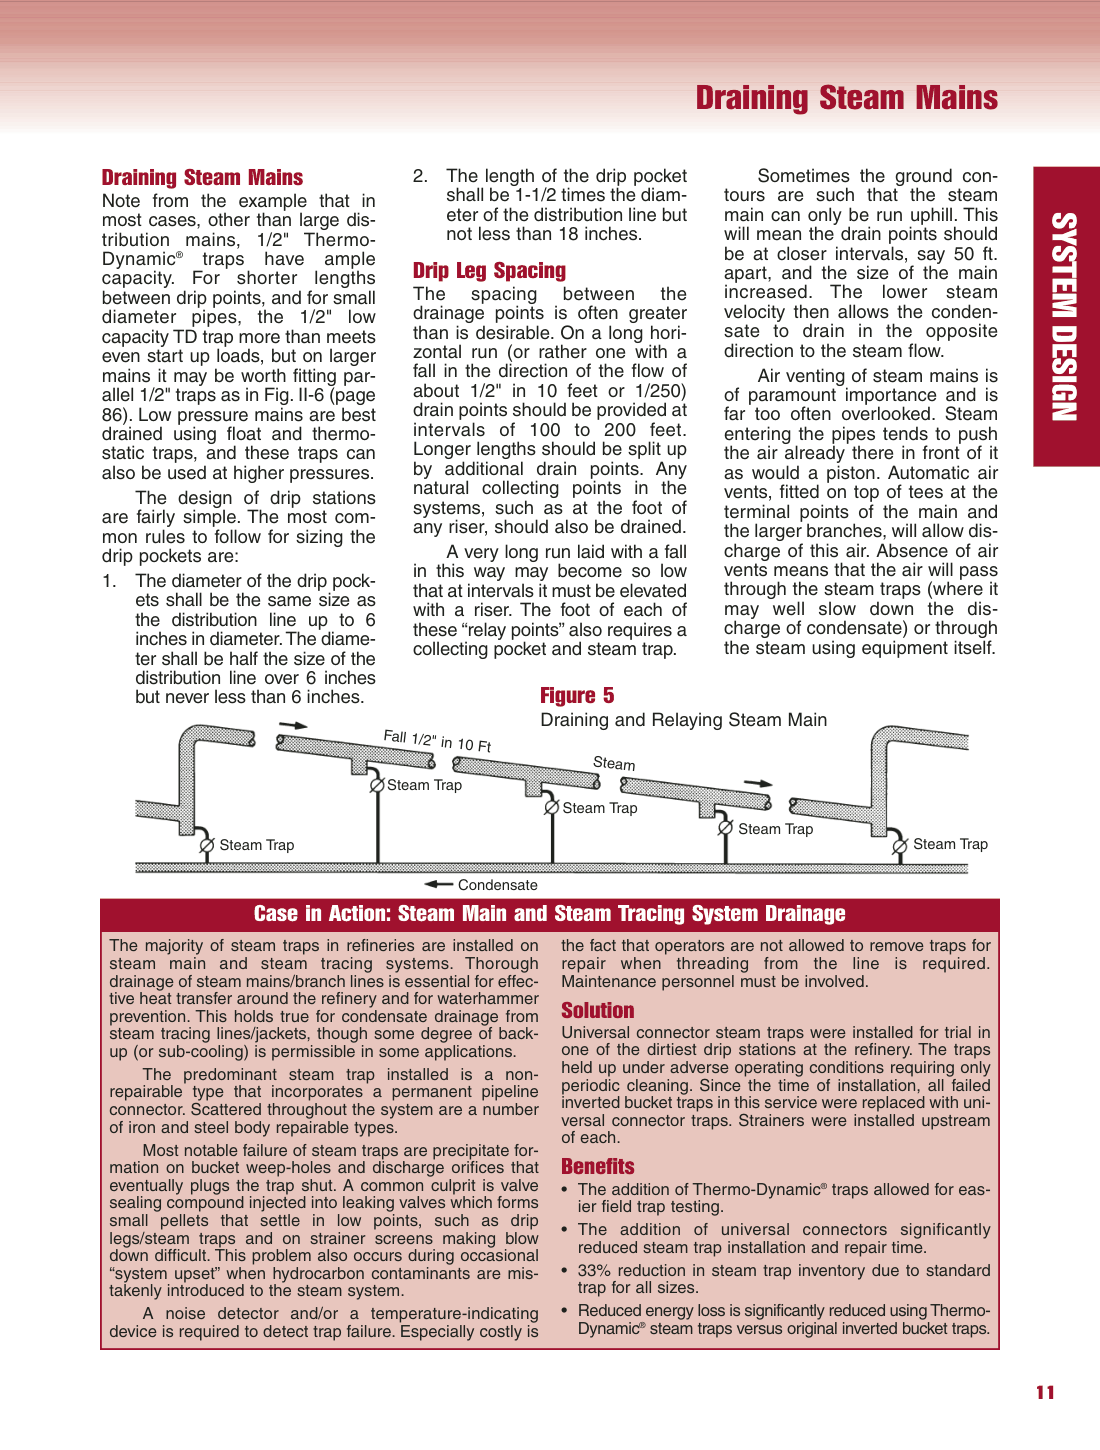 Draining Steam Mains
SYSTEM DESIGN
Draining Steam Mains
Note from the example that in
most cases, other than large dis-
tribution mains, 1/2" Thermo-
Dynamic® traps have ample
capacity. For shorter lengths
between drip points, and for small
diameter pipes, the 1/2" low
capacity TD trap more than meets
even start up loads, but on larger
mains it may be worth fitting par-
allel 1/2" traps as in Fig. II-6 (page
86). Low pressure mains are best
drained using float and thermo-
static traps, and these traps can
also be used at higher pressures.
The design of drip stations
are fairly simple. The most com-
mon rules to follow for sizing the
drip pockets are:
1. The diameter of the drip pock-
ets shall be the same size as
the distribution line up to 6
inches in diameter. The diame-
ter shall be half the size of the
distribution line over 6 inches
but never less than 6 inches.
2. The length of the drip pocket
shall be 1-1/2 times the diam-
eter of the distribution line but
not less than 18 inches.
Drip Leg Spacing
The spacing between the
drainage points is often greater
than is desirable. On a long hori-
zontal run (or rather one with a
fall in the direction of the flow of
about 1/2" in 10 feet or 1/250)
drain points should be provided at
intervals of 100 to 200 feet.
Longer lengths should be split up
by additional drain points. Any
natural collecting points in the
systems, such as at the foot of
any riser, should also be drained.
A very long run laid with a fall
in this way may become so low
that at intervals it must be elevated
with a riser. The foot of each of
these “relay points” also requires a
collecting pocket and steam trap.
Sometimes the ground con-
tours are such that the steam
main can only be run uphill. This
will mean the drain points should
be at closer intervals, say 50 ft.
apart, and the size of the main
increased. The lower steam
velocity then allows the conden-
sate to drain in the opposite
direction to the steam flow.
Air venting of steam mains is
of paramount importance and is
far too often overlooked. Steam
entering the pipes tends to push
the air already there in front of it
as would a piston. Automatic air
vents, fitted on top of tees at the
terminal points of the main and
the larger branches, will allow dis-
charge of this air. Absence of air
vents means that the air will pass
through the steam traps (where it
may well slow down the dis-
charge of condensate) or through
the steam using equipment itself.
Figure 5
Draining and Relaying Steam Main
Fall 1/2" in 10 Ft
Steam
Steam Trap
Steam Trap
Steam Trap
Steam Trap
Steam Trap
Condensate
Case in Action: Steam Main and Steam Tracing System Drainage
The majority of steam traps in refineries are installed on
steam main and steam tracing systems. Thorough
drainage of steam mains/branch lines is essential for effec-
tive heat transfer around the refinery and for waterhammer
prevention. This holds true for condensate drainage from
steam tracing lines/jackets, though some degree of back-
up (or sub-cooling) is permissible in some applications.
The predominant steam trap installed is a non-
repairable type that incorporates a permanent pipeline
connector. Scattered throughout the system are a number
of iron and steel body repairable types.
Most notable failure of steam traps are precipitate for-
mation on bucket weep-holes and discharge orifices that
eventually plugs the trap shut. A common culprit is valve
sealing compound injected into leaking valves which forms
small pellets that settle in low points, such as drip
legs/steam traps and on strainer screens making blow
down difficult. This problem also occurs during occasional
“system upset” when hydrocarbon contaminants are mis-
takenly introduced to the steam system.
A noise detector and/or a temperature-indicating
device is required to detect trap failure. Especially costly is
the fact that operators are not allowed to remove traps for
repair when threading from the line is required.
Maintenance personnel must be involved.
Solution
Universal connector steam traps were installed for trial in
one of the dirtiest drip stations at the refinery. The traps
held up under adverse operating conditions requiring only
periodic cleaning. Since the time of installation, all failed
inverted bucket traps in this service were replaced with uni-
versal connector traps. Strainers were installed upstream
of each.
Benefits
• The addition of Thermo-Dynamic® traps allowed for eas-
ier field trap testing.
• The addition of universal connectors significantly
reduced steam trap installation and repair time.
• 33% reduction in steam trap inventory due to standard
trap for all sizes.
• Reduced energy loss is significantly reduced using Thermo-
Dynamic® steam traps versus original inverted bucket traps.
11